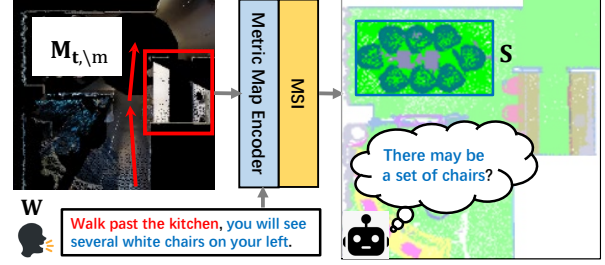 M_{t,\m}
Metric Map Encoder
MSI
S
There may be
a set of chairs?
W
Walk past the kitchen, you will see
several white chairs on your left.